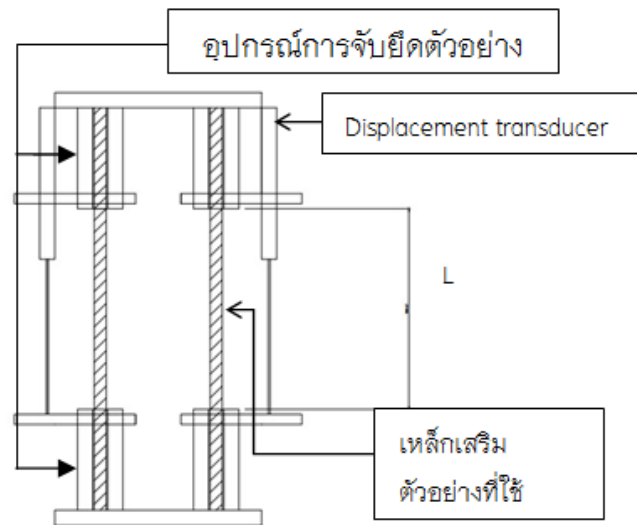 อุปกรณ์การจับยึดตัวอย่าง
Displacement transducer
L
เหล็กเสริม
ตัวอย่างที่ใช้